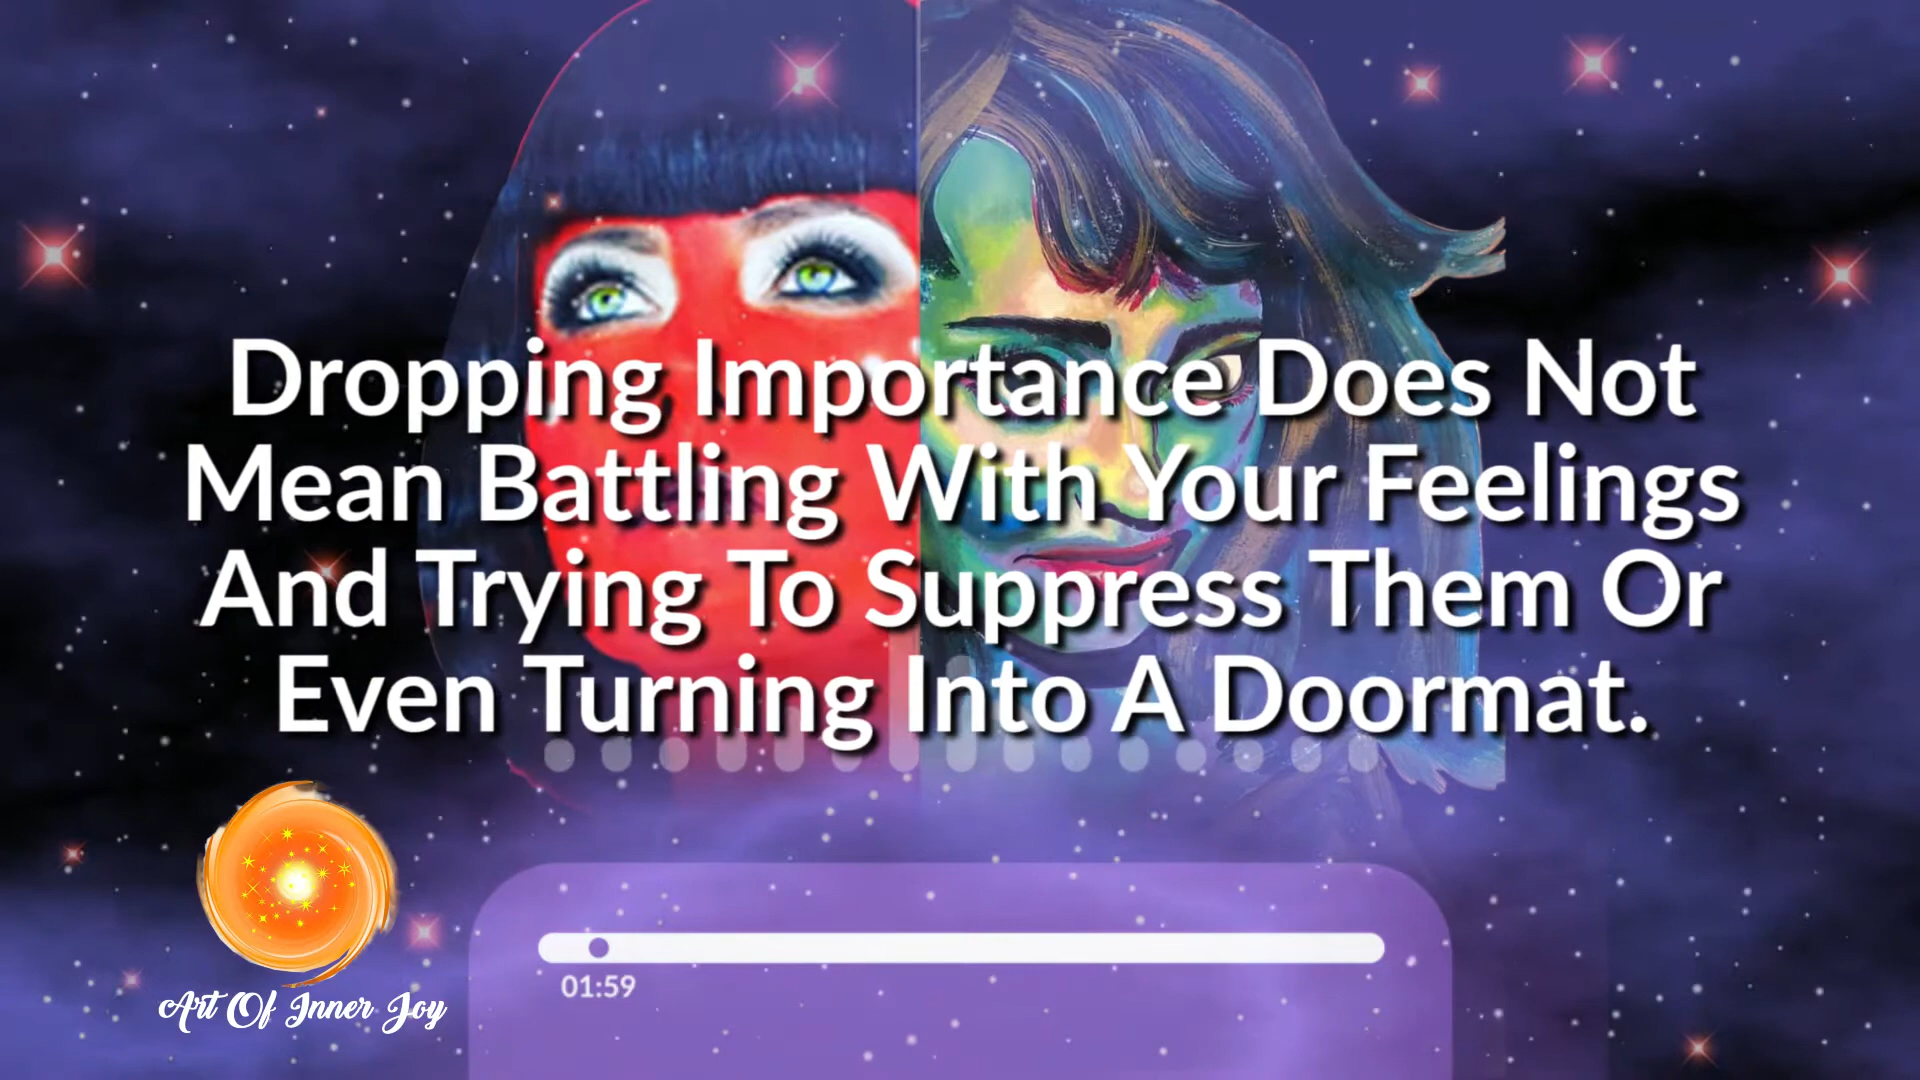 Dropping Importance Does Not
Mean Battling With Your Feelings
And Trying To Suppress Them Or
Even Turning Into A Doormat.
Art Of Inner Joy
01:59